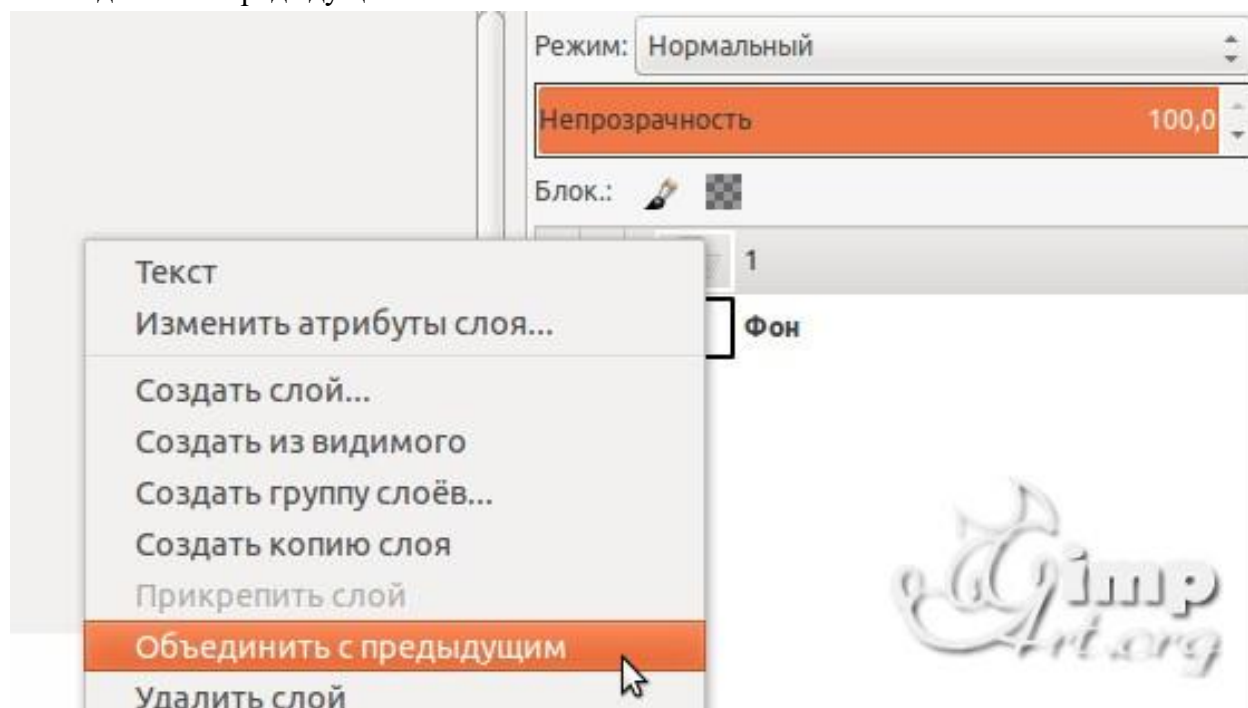 Режим: Нормальный
Непрозрачность 100,0
Блок.:
1
Фон
Текст
Изменить атрибуты слоя...
Создать слой...
Создать из видимого
Создать группу слоёв...
Создать копию слоя
Прикрепить слой
Объединить с предыдущим
Удалить слой
Gimp
Art.org